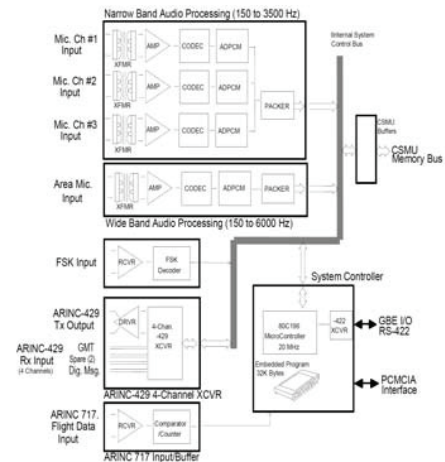 Narrow Band Audio Processing (150 to 3500 Hz)
Mic. Ch #1
Input
XFMR
AMP
CODEC
ADPCM
Mic. Ch #2
Input
XFMR
AMP
CODEC
ADPCM
PACKER
Mic. Ch #3
Input
XFMR
AMP
CODEC
ADPCM
Internal System
Control Bus
CSMU
Buffers
CSMU
Memory Bus
Area Mic.
Input
XFMR
AMP
CODEC
ADPCM
PACKER
Wide Band Audio Processing (150 to 6000 Hz)
FSK Input
RCVR
FSK
Decoder
System Controller
ARINC-429
Tx Output
DRVR
4-Chan
-429
XCVR
ARINC-429
Rx Input
(4 Channels)
GMT
Spare (2)
Dig. Msg.
ARINC-429 4-Channel XCVR
80C186
MicroController
20 MHz
-422
XCVR
GBE I/O
RS-422
Embedded Program
32K Bytes
PCMCIA
Interface
ARINC 717.
Flight Data
Input
RCVR
Comparator
/Counter
ARINC 717 Input/Buffer